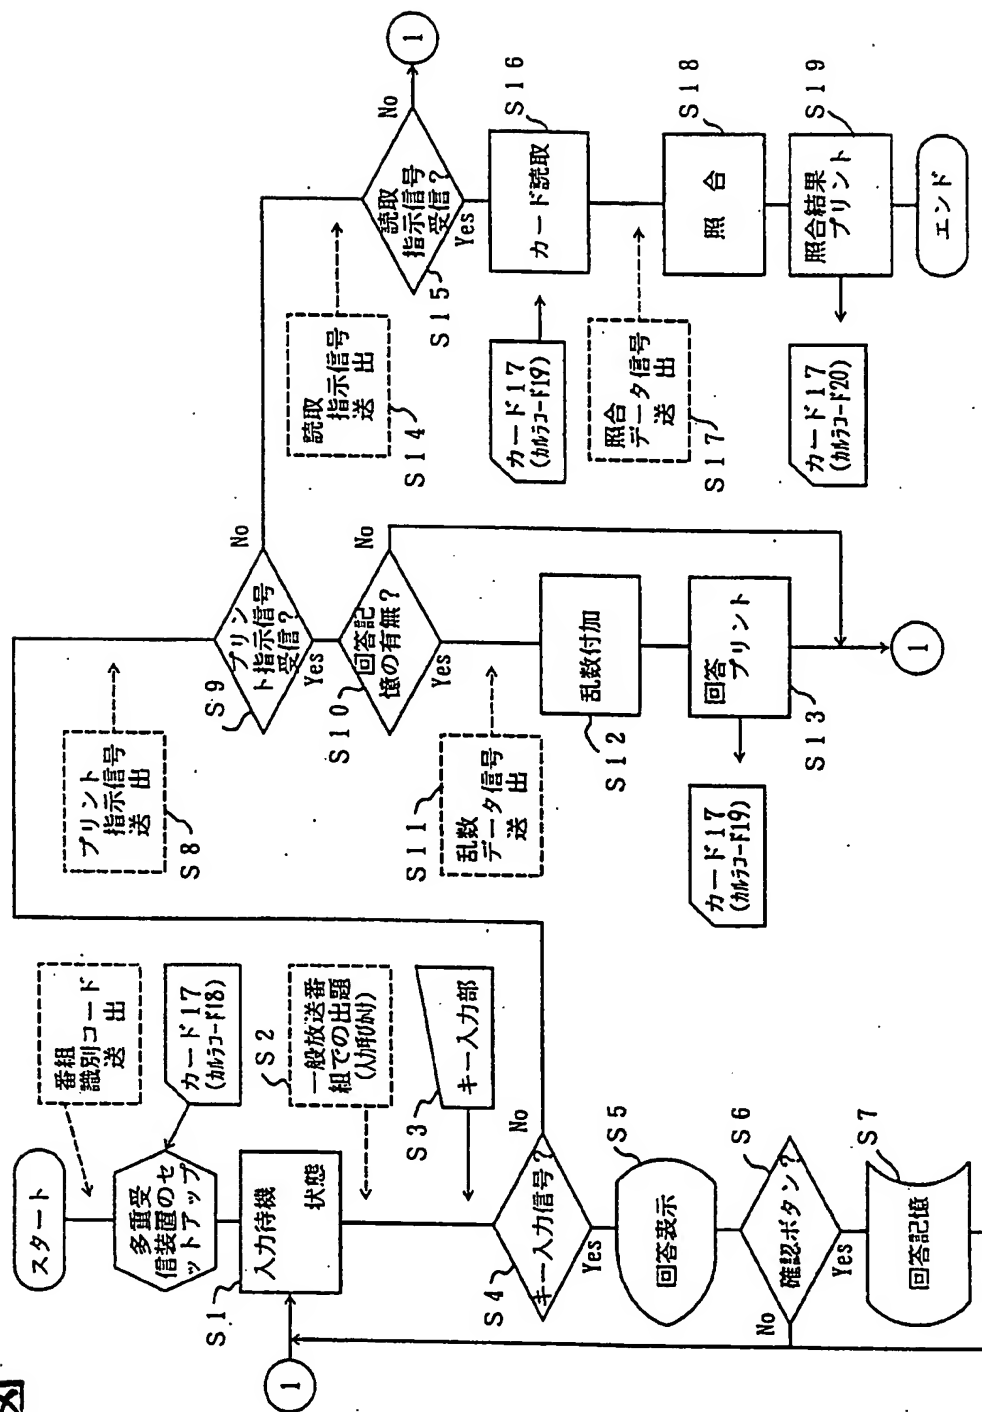 スタート
番組
識別コード
送　出
多重受
信装置のセ
ットアップ
カード17
(カルラコード18)
S1
入力待機
状態
1
S2
一般放送番
組での出題
(入力呼びかけ)
S3
キー入力部
S4
キー入力信号?
No
Yes
S5
回答表示
S6
確認ボタン?
No
Yes
S7
回答記憶
プリント
指示信号
送　出
S8
S9
プリン
ト指示信号
受信?
No
Yes
S10
回答記
憶の有無?
No
Yes
乱数
データ信号
送　出
S11
乱数付加
S12
回答
プリント
S13
カード17
(カルラコード19)
1
読取
指示信号
送　出
S14
読取
指示信号
受信?
S15
No
1
Yes
カード読取
S16
カード17
(カルラコード19)
照合
データ信号
送　出
S17
照　合
S18
照合結果
プリント
S19
カード17
(カルラコード20)
エンド